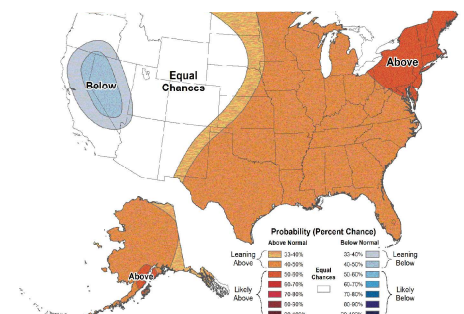 Above
Below
Equal
Chances
Above
Probability (Percent Chance)
Above Normal
Below Normal
Leaning
Above
33-40%
40-50%
33-40%
40-50%
Leaning
Below
Likely
Above
50-60%
60-70%
70-80%
80-90%
Equal
Chances
50-60%
60-70%
70-80%
80-90%
Likely
Below